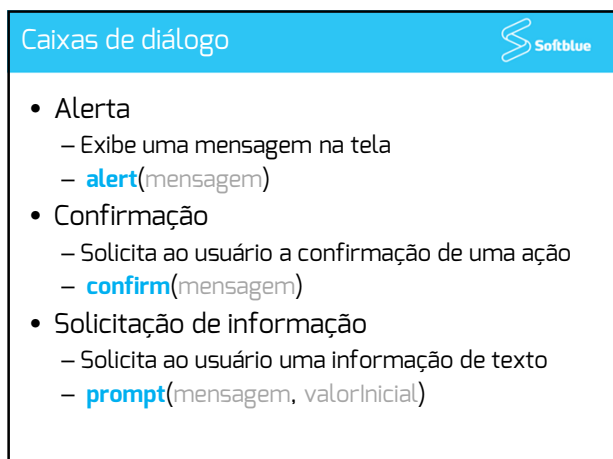 Caixas de diálogo
Softblue
• Alerta
– Exibe uma mensagem na tela
– alert(mensagem)
• Confirmação
– Solicita ao usuário a confirmação de uma ação
– confirm(mensagem)
• Solicitação de informação
– Solicita ao usuário uma informação de texto
– prompt(mensagem, valorInicial)